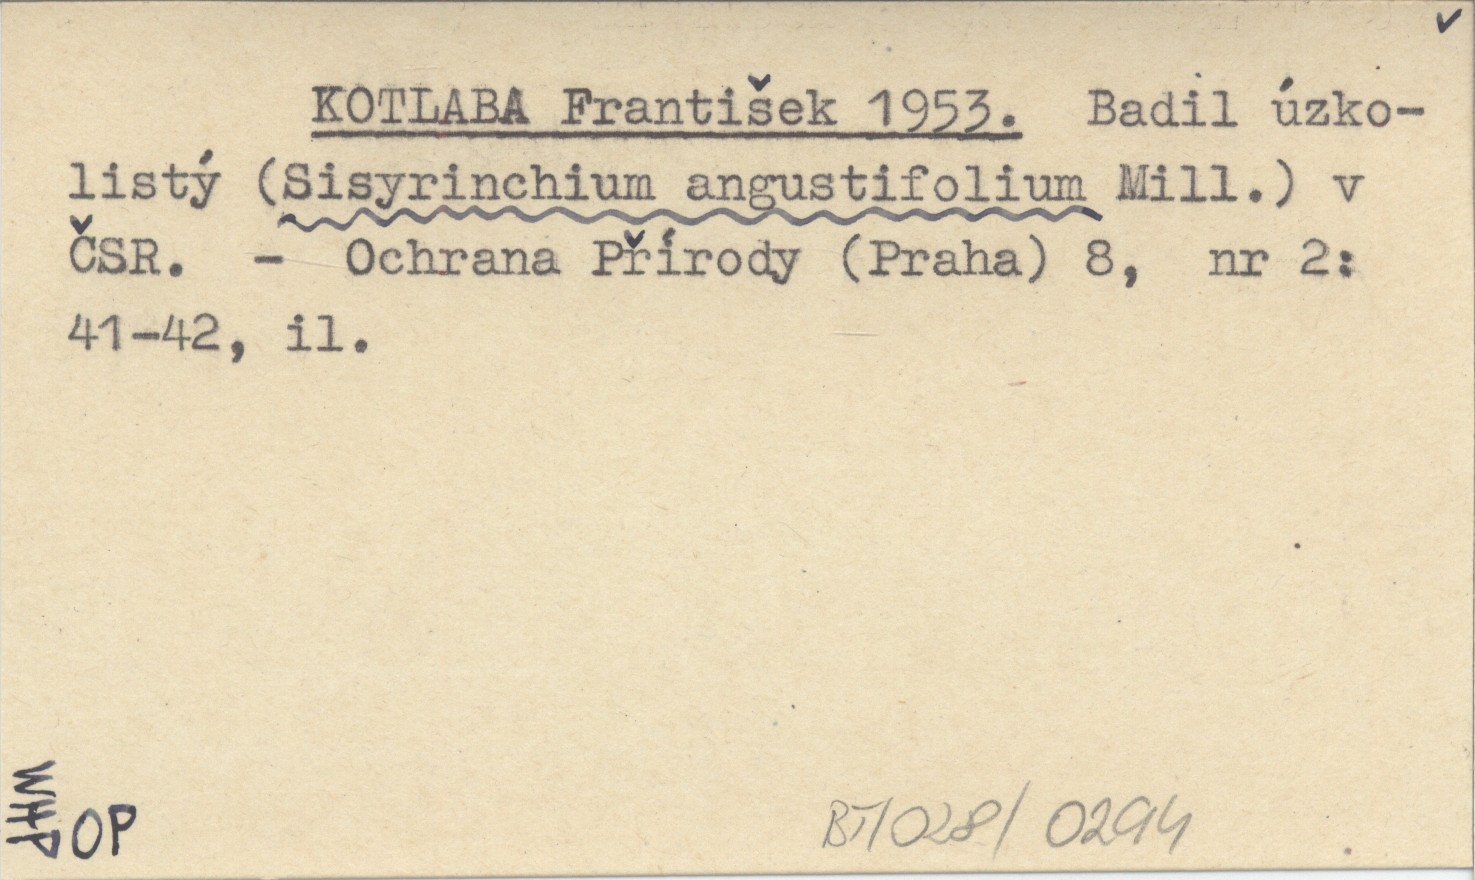 KOTLABA František 1953. Badil úzko-
listý (Sisyrinchium angustifolium Mill.) v
ČSR. - Ochrana Přírody (Praha) 8, nr 2:
41-42, il.
WHP
OP
BT/028/0294